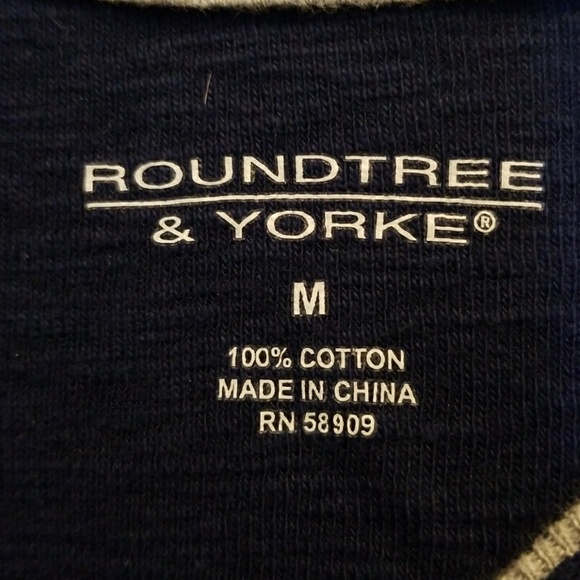 ROUNDTREE
& YORKE®
M
100% COTTON
MADE IN CHINA
RN 58909